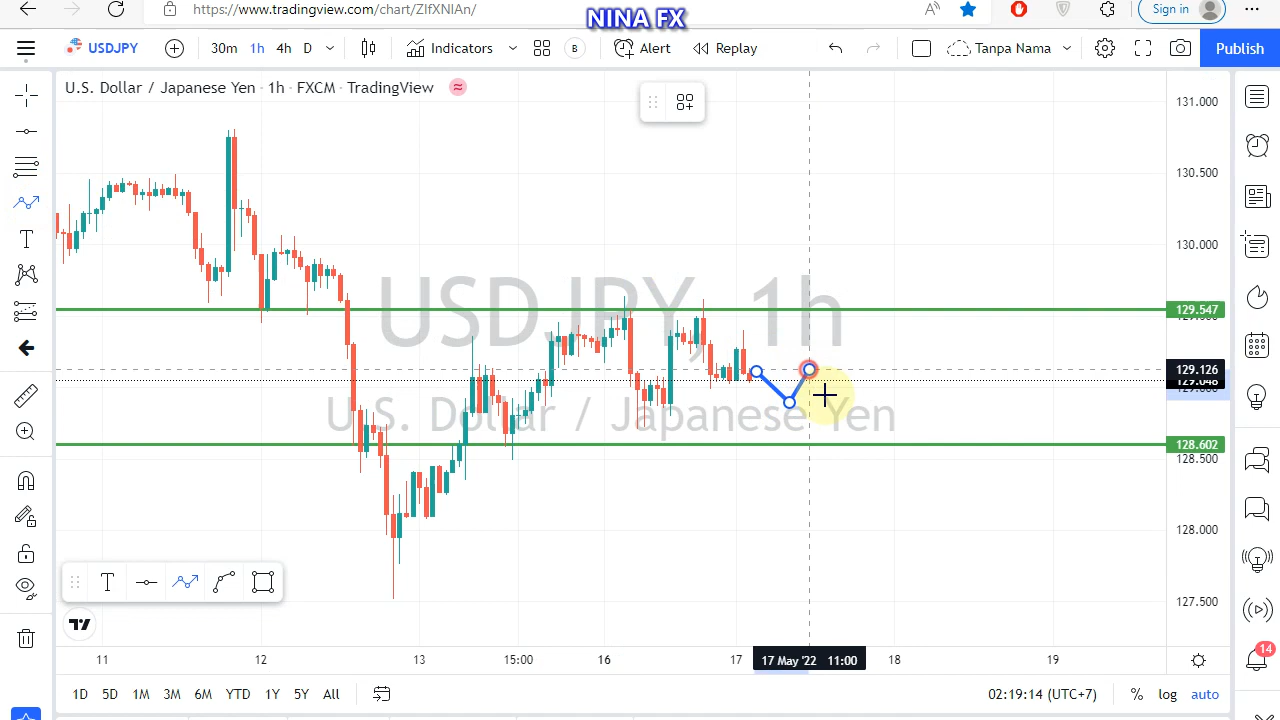 https://www.tradingview.com/chart/ZIfXNIAn/
Sign in
NINA FX
USDJPY
30m 1h 4h D
Indicators
B
Alert
Replay
Tanpa Nama
Publish
U.S. Dollar / Japanese Yen · 1h · FXCM · TradingView
USDJPY, 1h
U.S. Dollar / Japanese Yen
131.000
130.500
130.000
129.547
129.126
129.048
128.602
128.500
128.000
127.500
11 12 13 15:00 16 17 17 May '22 11:00 18 19
1D 5D 1M 3M 6M YTD 1Y 5Y All
02:19:14 (UTC+7)
% log auto
14